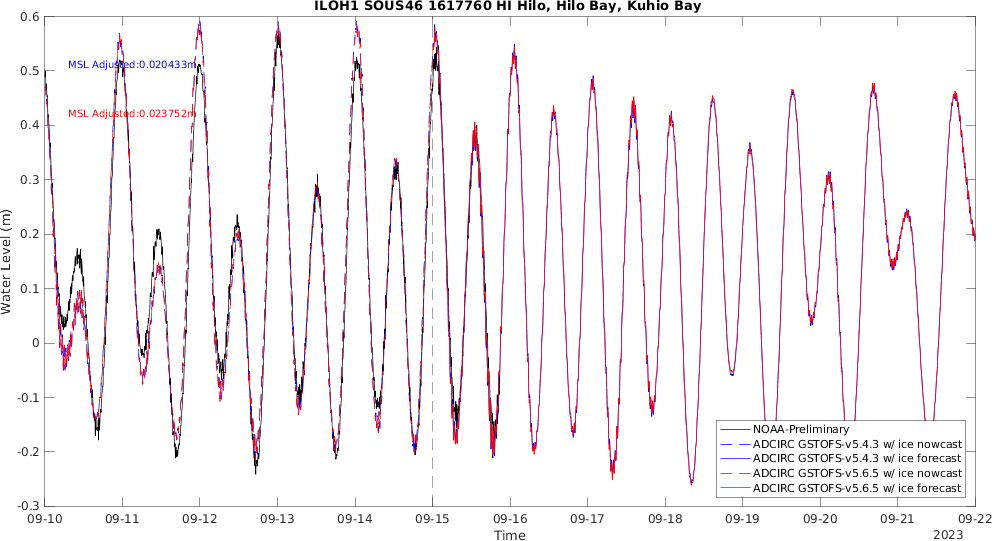 ILOH1 SOUS46 1617760 HI Hilo, Hilo Bay, Kuhio Bay
0.6
0.5
0.4
0.3
0.2
0.1
0
-0.1
-0.2
-0.3
Water Level (m)
MSL Adjusted:0.020433m
MSL Adjusted:0.023752m
NOAA-Preliminary
ADCIRC GSTOFS-v5.4.3 w/ ice nowcast
ADCIRC GSTOFS-v5.4.3 w/ ice forecast
ADCIRC GSTOFS-v5.6.5 w/ ice nowcast
ADCIRC GSTOFS-v5.6.5 w/ ice forecast
09-10 09-11 09-12 09-13 09-14 09-15 09-16 09-17 09-18 09-19 09-20 09-21 09-22
Time
2023